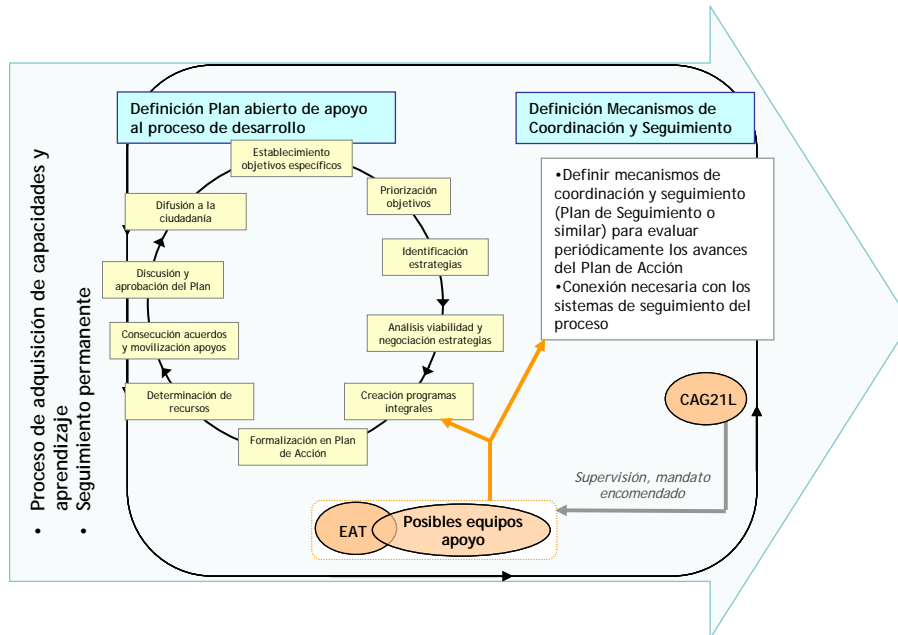 Definición Plan abierto de apoyo
al proceso de desarrollo
Definición Mecanismos de
Coordinación y Seguimiento
• Proceso de adquisición de capacidades y
aprendizaje
• Seguimiento permanente
Establecimiento
objetivos específicos
Priorización
objetivos
Identificación
estrategias
Análisis viabilidad y
negociación estrategias
Creación programas
integrales
Formalización en Plan
de Acción
Determinación de
recursos
Consecución acuerdos
y movilización apoyos
Discusión y
aprobación del Plan
Difusión a la
ciudadanía
•Definir mecanismos de
coordinación y seguimiento
(Plan de Seguimiento o
similar) para evaluar
periódicamente los avances
del Plan de Acción
•Conexión necesaria con los
sistemas de seguimiento del
proceso
CAG21L
Supervisión, mandato
encomendado
EAT
Posibles equipos
apoyo